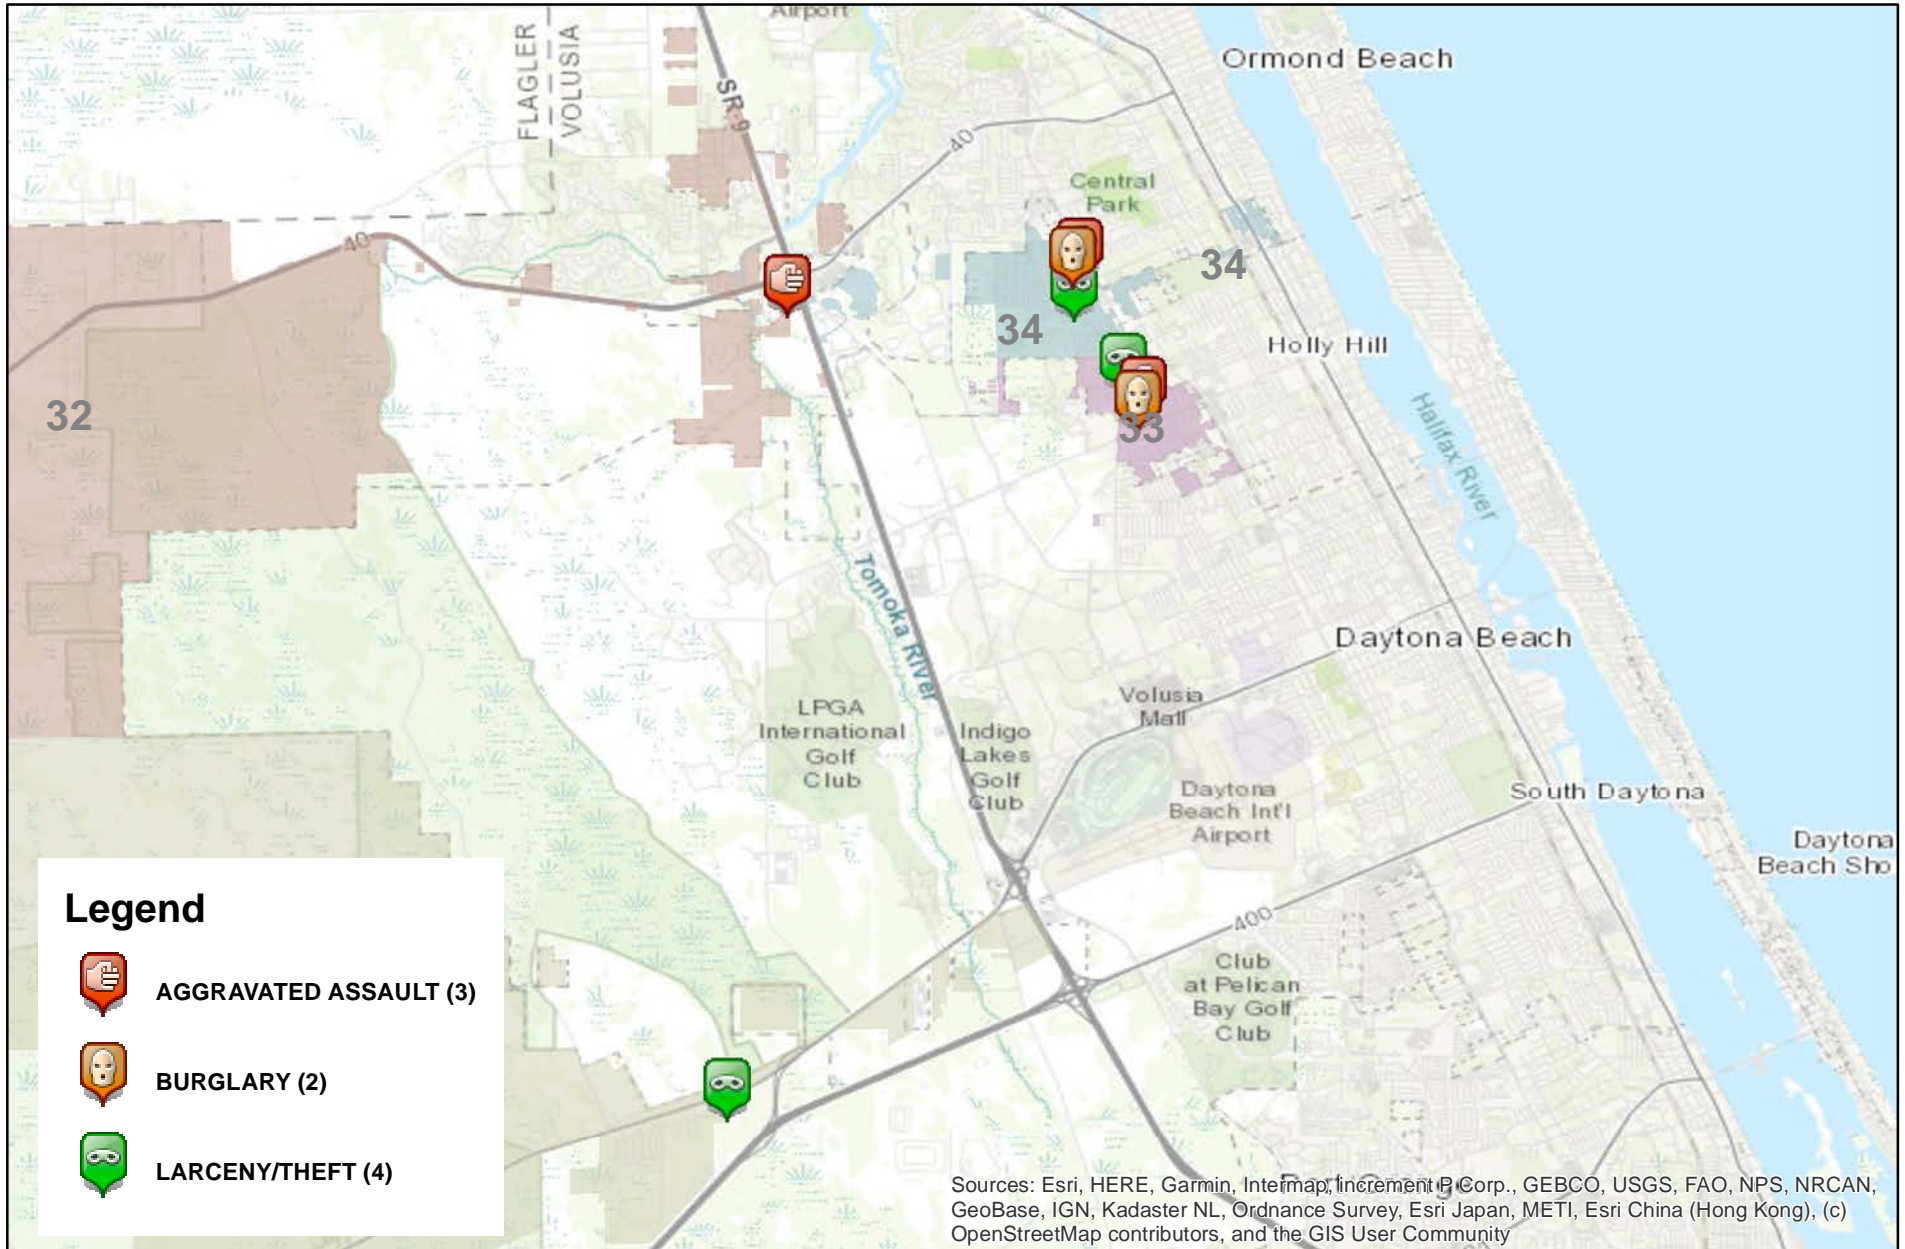 Airport
FLAGLER
VOLUSIA
SR-9
Ormond Beach
40
Central
Park
40
34
34
Holly Hill
32
33
Halifax River
Tomoka River
Daytona Beach
Volusia
Mall
LPGA
International
Golf
Club
Indigo
Lakes
Golf
Club
Daytona
Beach Int'l
Airport
South Daytona
Daytona
Beach Sho
400
Club
at Pelican
Bay Golf
Club
Legend
AGGRAVATED ASSAULT (3)
BURGLARY (2)
LARCENY/THEFT (4)
Port Orange
Sources: Esri, HERE, Garmin, Intermap, increment P Corp., GEBCO, USGS, FAO, NPS, NRCAN,
GeoBase, IGN, Kadaster NL, Ordnance Survey, Esri Japan, METI, Esri China (Hong Kong), (c)
OpenStreetMap contributors, and the GIS User Community